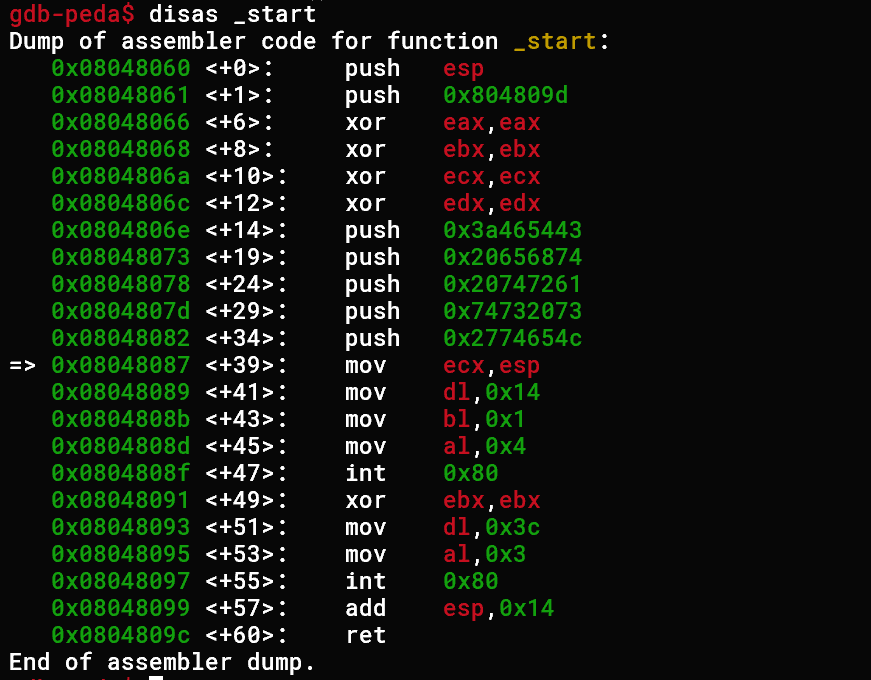 gdb-peda$ disas _start
Dump of assembler code for function _start:
   0x08048060 <+0>:     push   esp
   0x08048061 <+1>:     push   0x804809d
   0x08048066 <+6>:     xor    eax,eax
   0x08048068 <+8>:     xor    ebx,ebx
   0x0804806a <+10>:    xor    ecx,ecx
   0x0804806c <+12>:    xor    edx,edx
   0x0804806e <+14>:    push   0x3a465443
   0x08048073 <+19>:    push   0x20656874
   0x08048078 <+24>:    push   0x20747261
   0x0804807d <+29>:    push   0x74732073
   0x08048082 <+34>:    push   0x2774654c
=> 0x08048087 <+39>:    mov    ecx,esp
   0x08048089 <+41>:    mov    dl,0x14
   0x0804808b <+43>:    mov    bl,0x1
   0x0804808d <+45>:    mov    al,0x4
   0x0804808f <+47>:    int    0x80
   0x08048091 <+49>:    xor    ebx,ebx
   0x08048093 <+51>:    mov    dl,0x3c
   0x08048095 <+53>:    mov    al,0x3
   0x08048097 <+55>:    int    0x80
   0x08048099 <+57>:    add    esp,0x14
   0x0804809c <+60>:    ret
End of assembler dump.